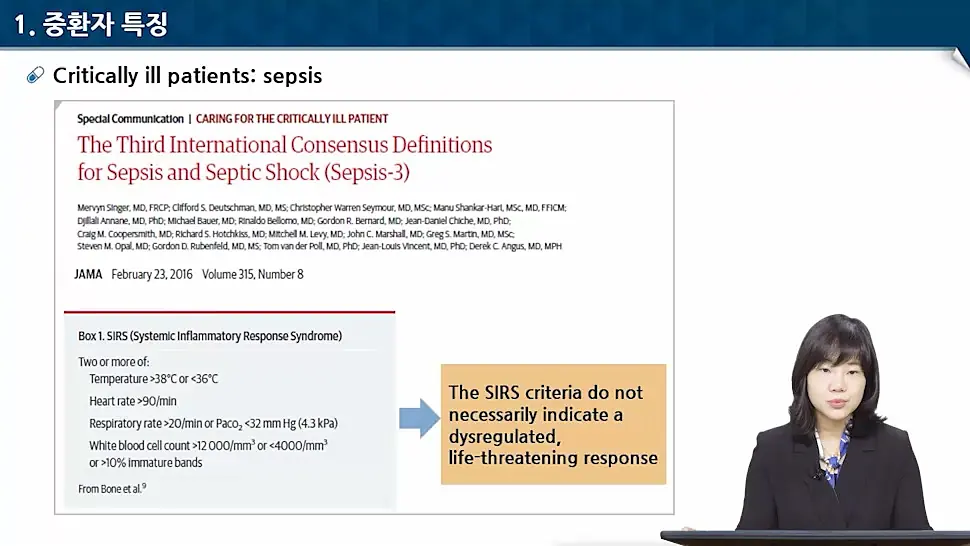 1. 중환자 특징
Critically ill patients: sepsis
Special Communication | CARING FOR THE CRITICALLY ILL PATIENT
The Third International Consensus Definitions
for Sepsis and Septic Shock (Sepsis-3)
Mervyn Singer, MD, FRCP; Clifford S. Deutschman, MD, MS; Christopher Warren Seymour, MD, MSc; Manu Shankar-Hari, MSc, MD, FFICM;
Djillali Annane, MD, PhD; Michael Bauer, MD; Rinaldo Bellomo, MD; Gordon R. Bernard, MD; Jean-Daniel Chiche, MD, PhD;
Craig M. Coopersmith, MD; Richard S. Hotchkiss, MD; Mitchell M. Levy, MD; John C. Marshall, MD; Greg S. Martin, MD, MSc;
Steven M. Opal, MD; Gordon D. Rubenfeld, MD, MS; Tom van der Poll, MD, PhD; Jean-Louis Vincent, MD, PhD; Derek C. Angus, MD, MPH
JAMA February 23, 2016 Volume 315, Number 8
Box 1. SIRS (Systemic Inflammatory Response Syndrome)
Two or more of:
Temperature >38°C or <36°C
Heart rate >90/min
Respiratory rate >20/min or Paco₂ <32 mm Hg (4.3 kPa)
White blood cell count >12 000/mm³ or <4000/mm³
or >10% immature bands
From Bone et al.⁹
The SIRS criteria do not
necessarily indicate a
dysregulated,
life-threatening response